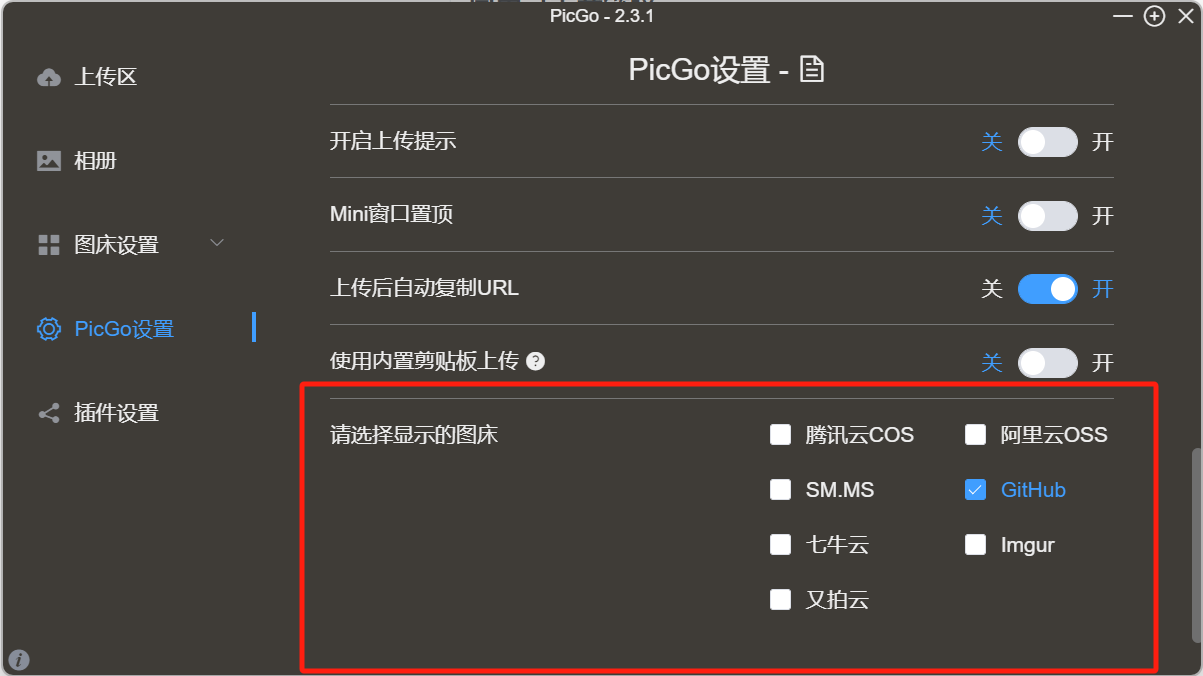 PicGo - 2.3.1
上传区
相册
图床设置
PicGo设置
插件设置
PicGo设置 -
开启上传提示 关 开
Mini窗口置顶 关 开
上传后自动复制URL 关 开
使用内置剪贴板上传 ? 关 开
请选择显示的图床 腾讯云COS 阿里云OSS
SM.MS GitHub
七牛云 Imgur
又拍云